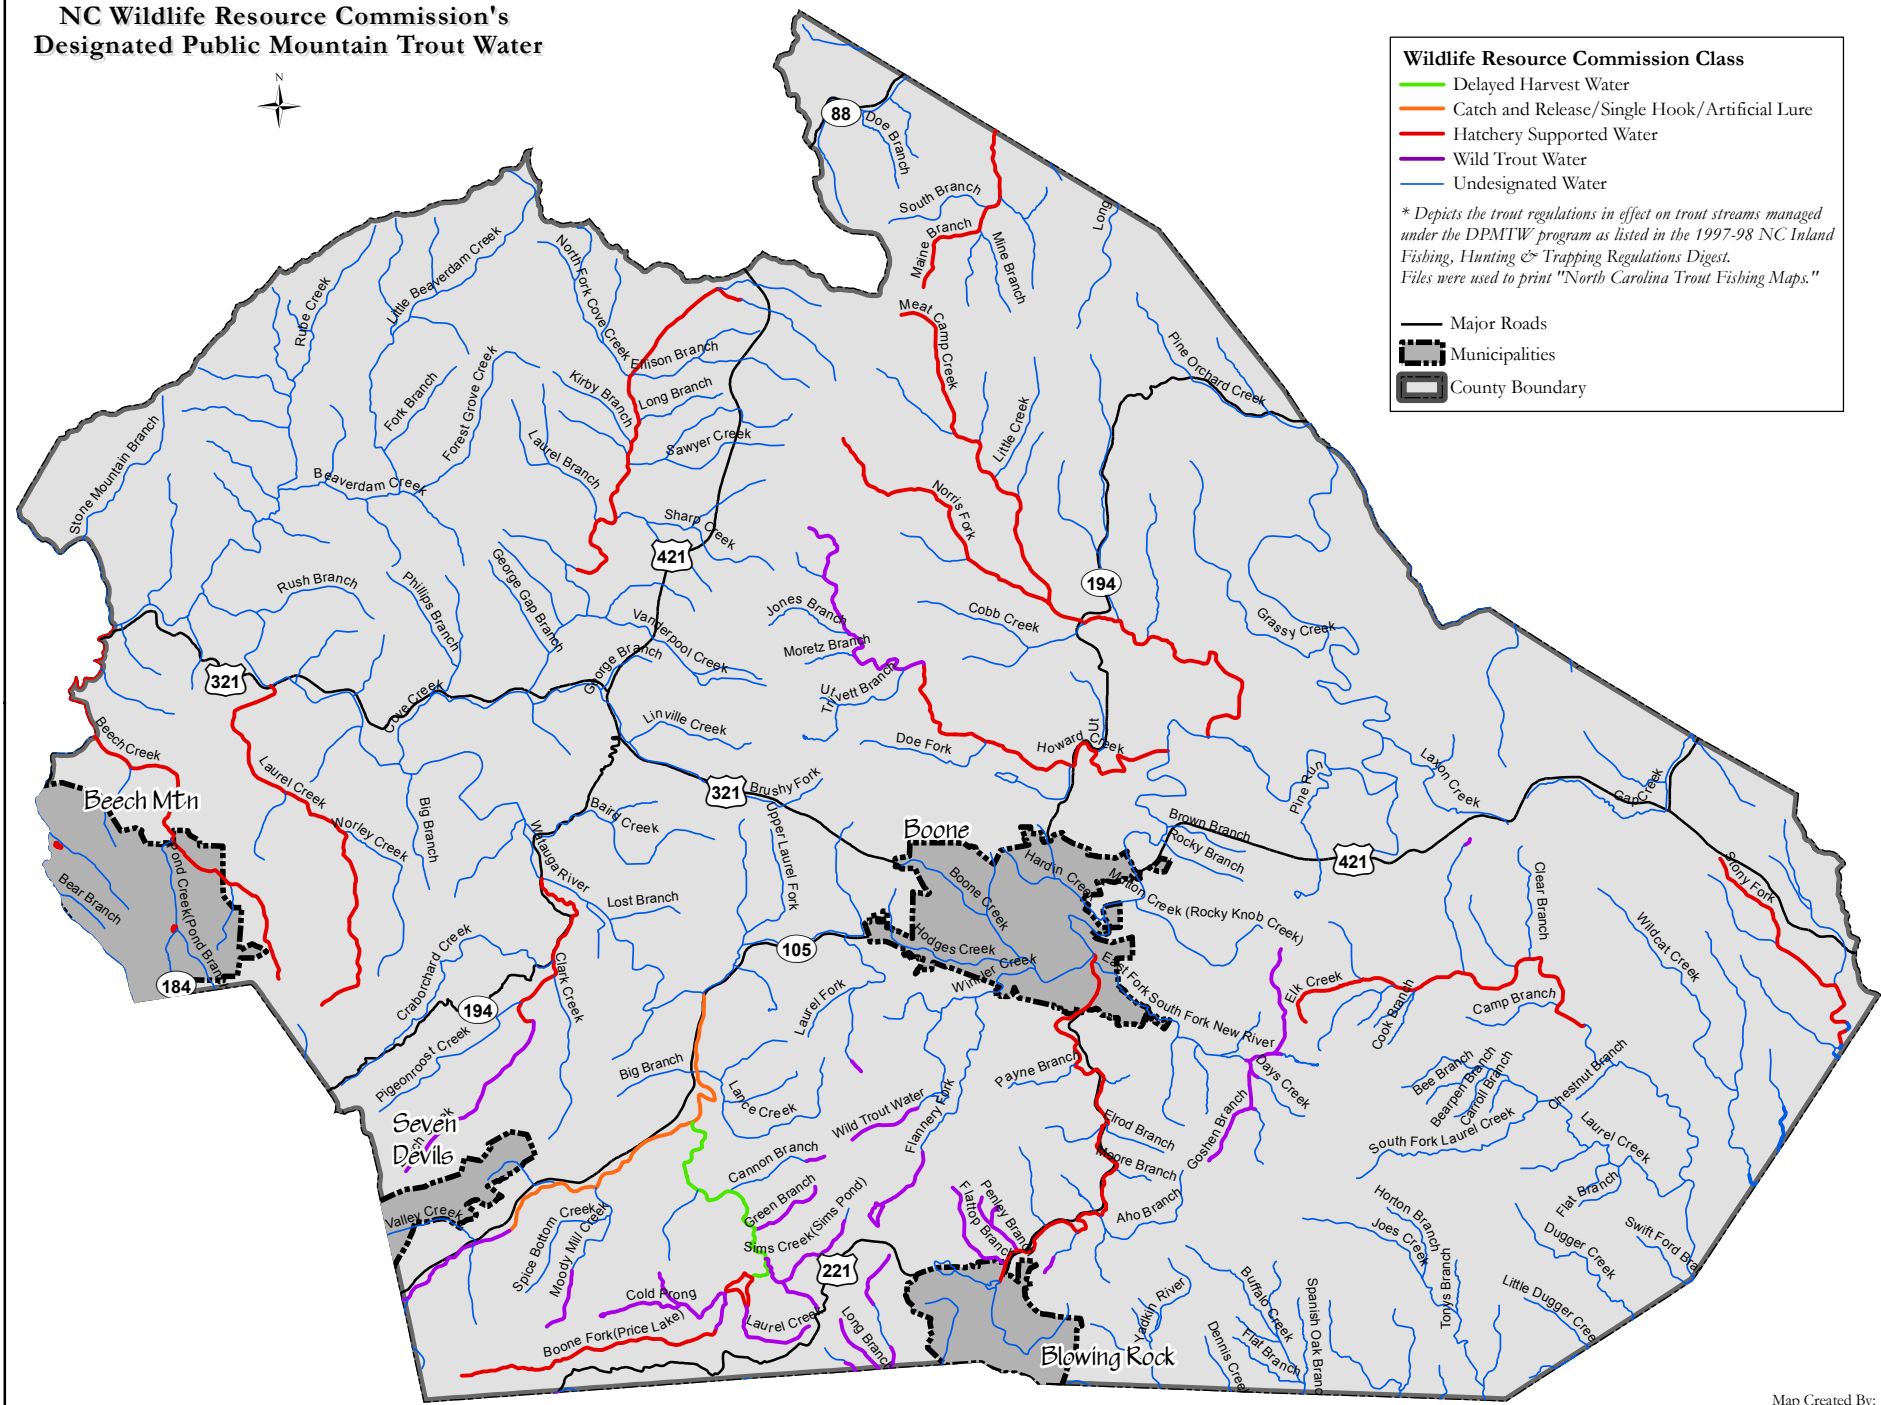 NC Wildlife Resource Commission's
Designated Public Mountain Trout Water
N
Wildlife Resource Commission Class
Delayed Harvest Water
Catch and Release/Single Hook/Artificial Lure
Hatchery Supported Water
Wild Trout Water
Undesignated Water
* Depicts the trout regulations in effect on trout streams managed
under the DPMTW program as listed in the 1997-98 NC Inland
Fishing, Hunting & Trapping Regulations Digest.
Files were used to print "North Carolina Trout Fishing Maps."
Major Roads
Municipalities
County Boundary
88
Doe Branch
South Branch
Maine Branch
Mine Branch
Long
Meat Camp Creek
Pine Orchard Creek
Little Creek
Norris Fork
Rube Creek
Little Beaverdam Creek
North Fork Cove Creek
Ellison Branch
Kirby Branch
Long Branch
Sawyer Creek
Fork Branch
Forest Grove Creek
Laurel Branch
Stone Mountain Branch
Beaverdam Creek
Sharp Creek
421
194
Rush Branch
Phillips Branch
George Gap Branch
Vanderpool Creek
George Branch
Jones Branch
Moretz Branch
Ut
Trivett Branch
Cobb Creek
Grassy Creek
321
Cove Creek
Linville Creek
Doe Fork
Howard Creek
Ut
Beech Creek
Laurel Creek
Beech Mtn
Worley Creek
Big Branch
Baird Creek
321
Brushy Fork
Upper Laurel Fork
Watauga River
Lost Branch
Boone
Boone Creek
Hardin Creek
Mutton Creek (Rocky Knob Creek)
Brown Branch
Rocky Branch
Pine Run
Laxon Creek
Gap Creek
421
Stony Fork
Clear Branch
Wildcat Creek
Bear Branch
Pond Creek(Pond Bran
184
Craborchard Creek
Clark Creek
194
Pigeonroost Creek
105
Hodges Creek
Winkler Creek
East Fork South Fork New River
Elk Creek
Cook Branch
Camp Branch
Laurel Fork
Big Branch
Lance Creek
Payne Branch
Days Creek
Goshen Branch
Bee Branch
Bearpen Branch
Carroll Branch
Chestnut Branch
South Fork Laurel Creek
Laurel Creek
Seven
Devils
Valley Creek
Wild Trout Water
Flannery Fork
Cannon Branch
Green Branch
Sims Creek(Sims Pond)
Elrod Branch
Moore Branch
Aho Branch
Penley Branc
Flattop Branch
Spice Bottom Creek
Moody Mill Creek
Cold Prong
Boone Fork(Price Lake)
Laurel Creek
221
Long Branch
Blowing Rock
Yadkin River
Dennis Creek
Flat Branch
Buffalo Creek
Spanish Oak Branc
Horton Branch
Joes Creek
Tonys Branch
Flat Branch
Dugger Creek
Swift Ford Bra
Little Dugger Cree
Map Created By: